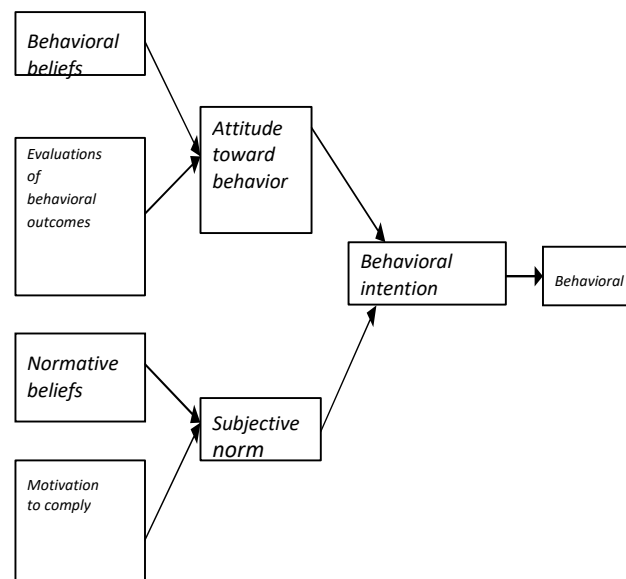 Behavioral
beliefs
Evaluations
of
behavioral
outcomes
Attitude
toward
behavior
Behavioral
intention
Behavioral
Normative
beliefs
Subjective
norm
Motivation
to comply